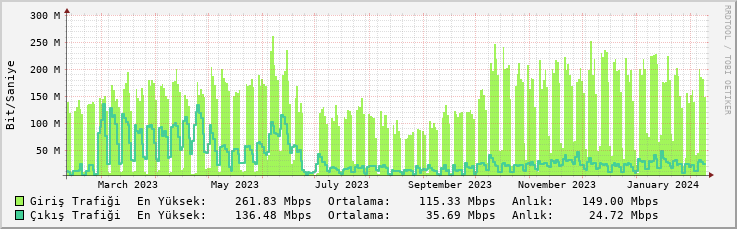 300 M
250 M
200 M
150 M
100 M
50 M
Bit/Saniye
RRDTOOL / TOBI OETIKER
March 2023 May 2023 July 2023 September 2023 November 2023 January 2024
Giriş Trafiği En Yüksek: 261.83 Mbps Ortalama: 115.33 Mbps Anlık: 149.00 Mbps
Çıkış Trafiği En Yüksek: 136.48 Mbps Ortalama: 35.69 Mbps Anlık: 24.72 Mbps